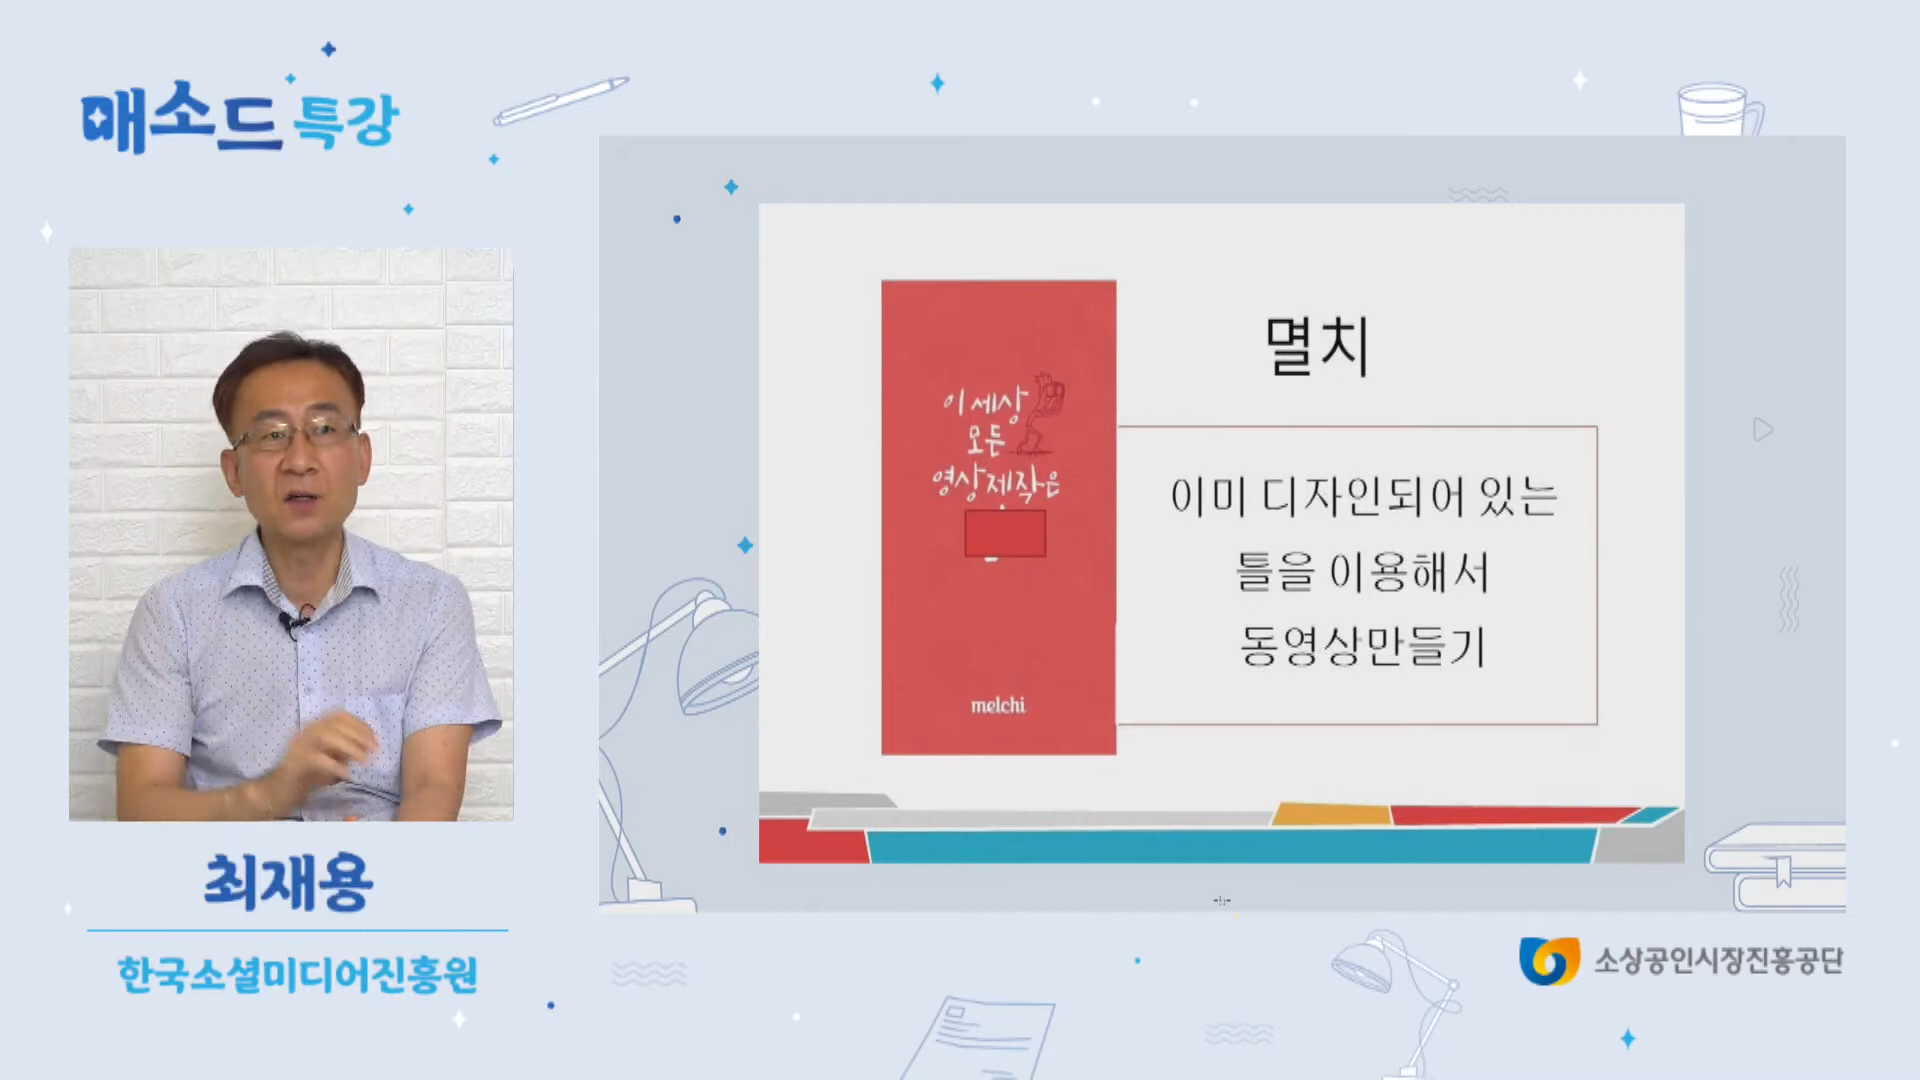 매소드 특강
이 세상
모든
영상제작은
melchi
멸치
이미 디자인되어 있는
틀을 이용해서
동영상만들기
최재용
한국소셜미디어진흥원
소상공인시장진흥공단